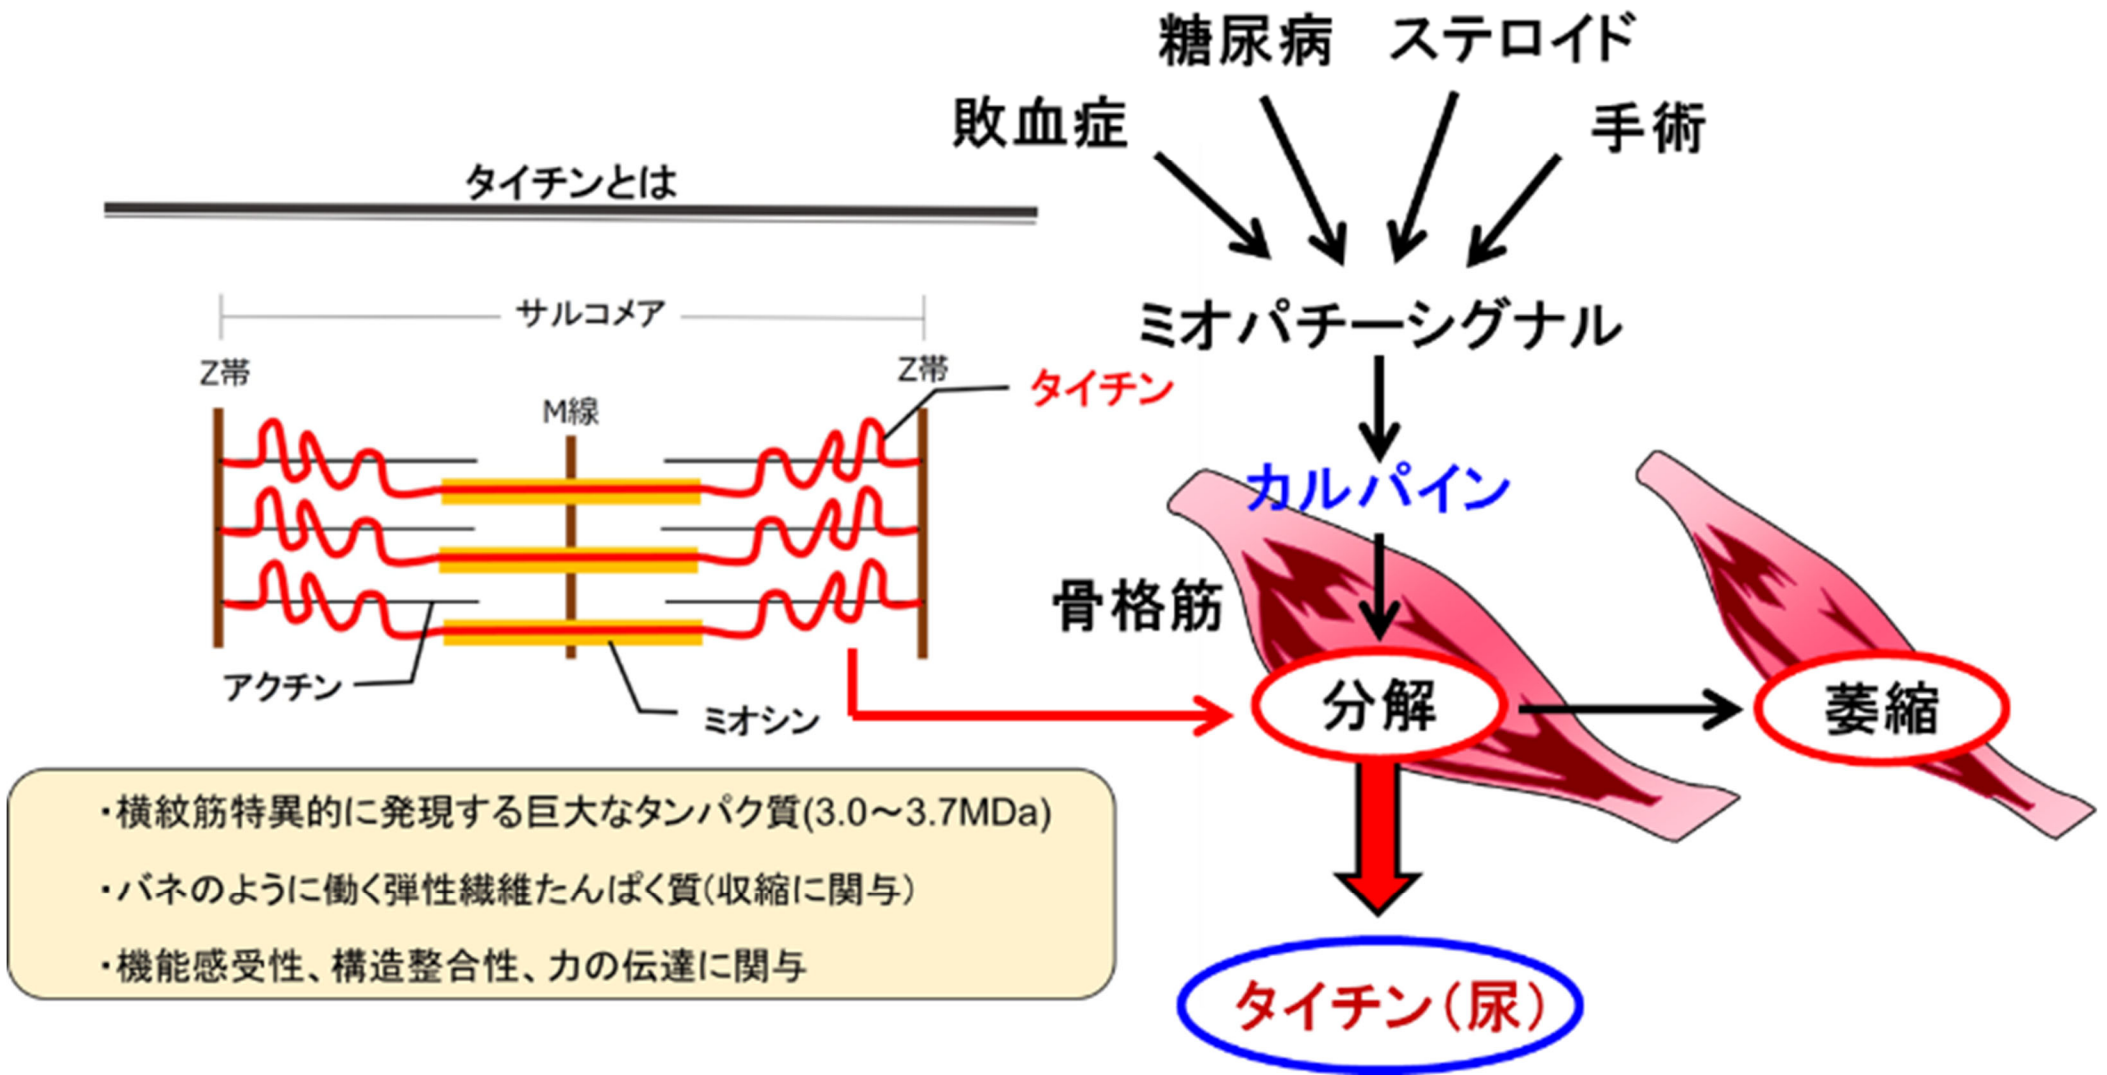 タイチンとは
サルコメア
Z帯
Z帯
M線
タイチン
アクチン
ミオシン
・横紋筋特異的に発現する巨大なタンパク質(3.0～3.7MDa)
・バネのように働く弾性繊維たんぱく質(収縮に関与)
・機能感受性、構造整合性、力の伝達に関与
糖尿病 ステロイド
敗血症
手術
ミオパチーシグナル
カルパイン
骨格筋
分解
萎縮
タイチン(尿)